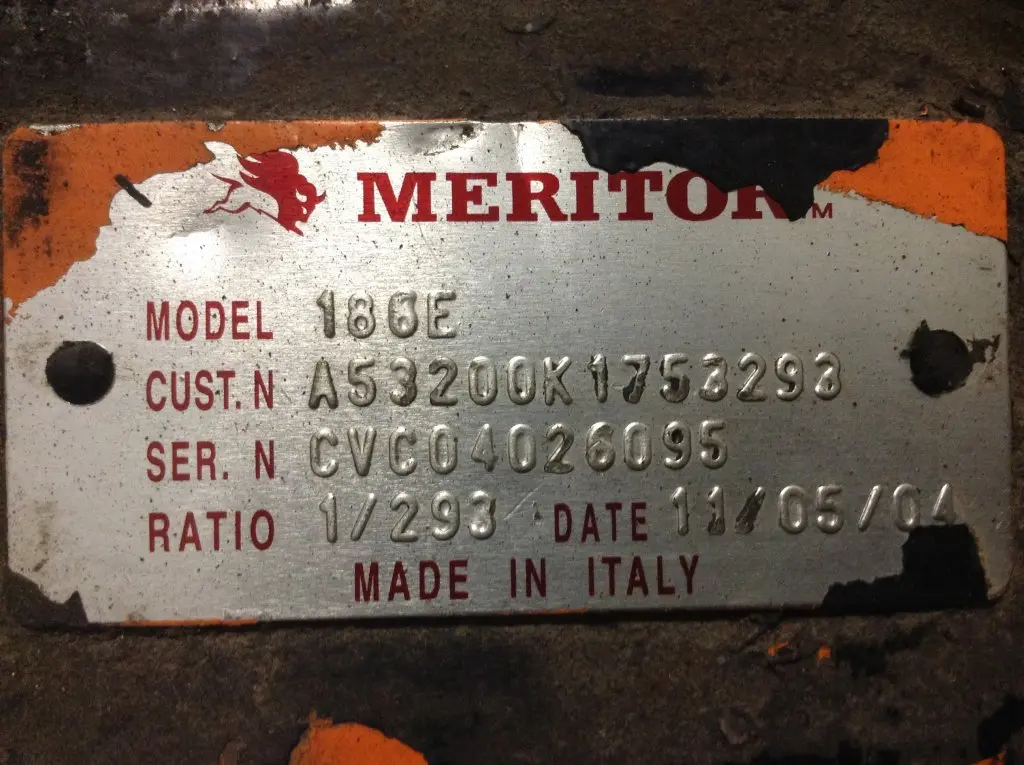 MERITOR™
MODEL 186E
CUST. N A53200K1753293
SER. N CVC04026095
RATIO 1/293 DATE 11/05/04
MADE IN ITALY